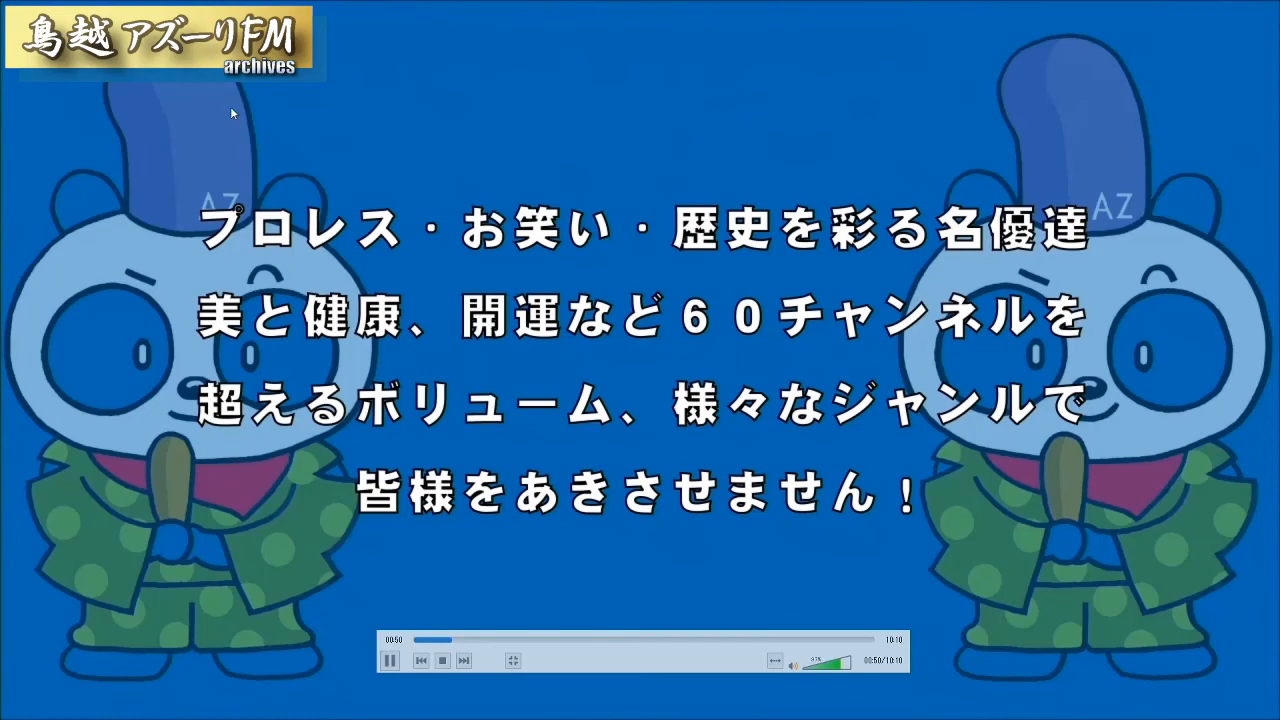 鳥越アズーリFM
archives
AZ
AZ
プロレス・お笑い・歴史を彩る名優達
美と健康、開運など６０チャンネルを
超えるボリューム、様々なジャンルで
皆様をあきさせません！
00:50
10:10
97%
00:50/10:10